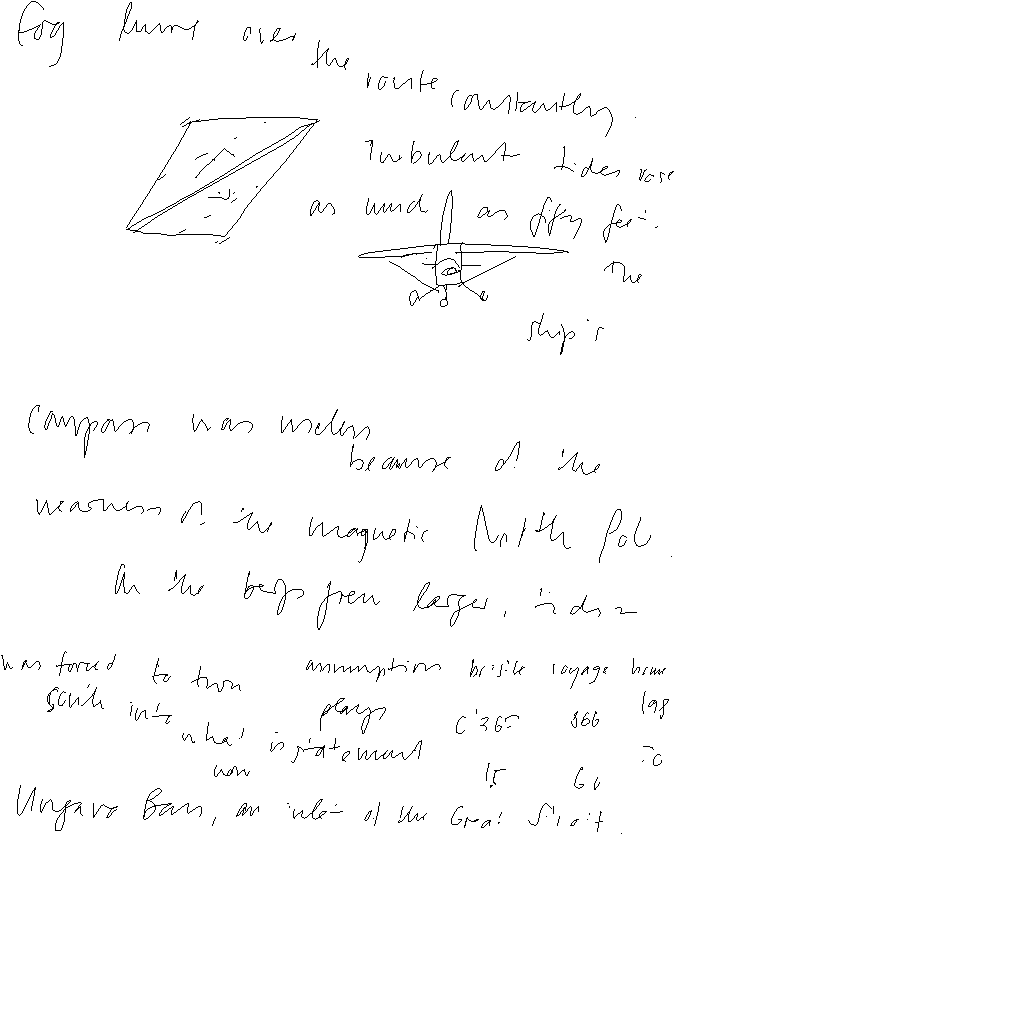 Fog hung over the route constantly.
Turbulent tides rose
as much as fifty feet.
The
ship's
compass was useless
because of the
nearness of the magnetic North Pole.
As the bergs grew larger,
was forced to turn
south into
what is
now
Ungava Bay, an inlet of the Great Strait.
assumption bristle voyage home
plays C'365 366 198
statement 15 60 70